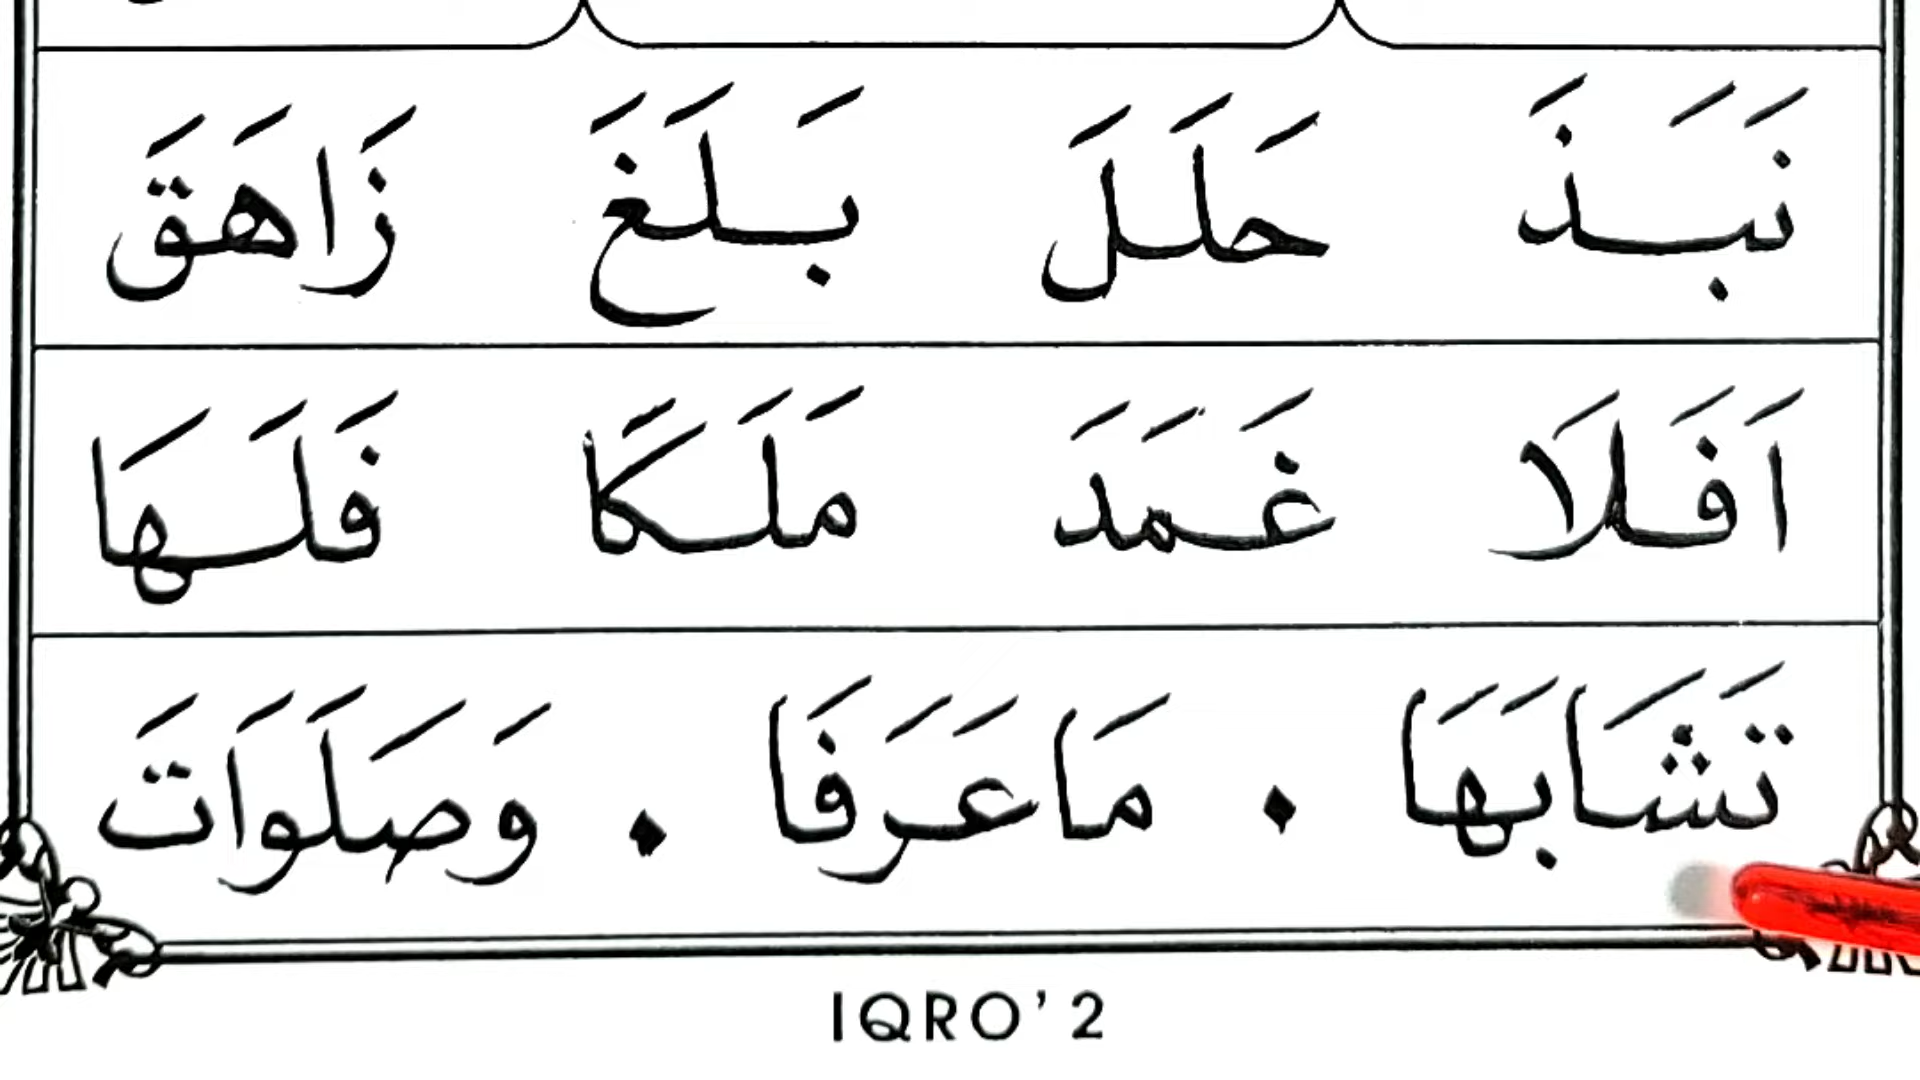 نَبَذَ حَلَلَ بَلَغَ زَاهَقَ
اَفَلَا غَمَدَ مَلَكًا فَلَهَا
تَشَابَهَا . مَاعَرَفَا . وَصَلَوَاتَ
IQRO'2